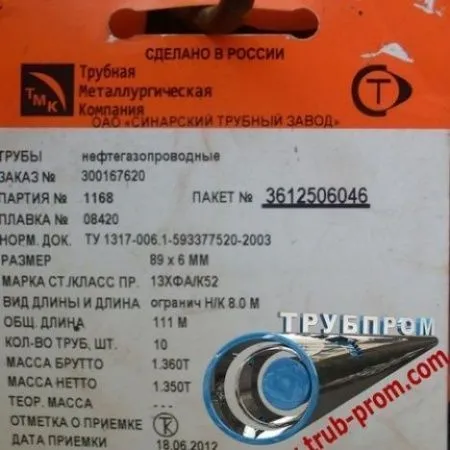 СДЕЛАНО В РОССИИ
ТМК
Трубная
Металлургическая
Компания
ОАО «СИНАРСКИЙ ТРУБНЫЙ ЗАВОД»
ТРУБЫ нефтегазопроводные
ЗАКАЗ № 300167620
ПАРТИЯ № 1168 ПАКЕТ № 3612506046
ПЛАВКА № 08420
НОРМ. ДОК. ТУ 1317-006.1-593377520-2003
РАЗМЕР 89 х 6 ММ
МАРКА СТ./КЛАСС ПР. 13ХФА/К52
ВИД ДЛИНЫ И ДЛИНА огранич Н/К 8.0 М
ОБЩ. ДЛИНА 111 М
КОЛ-ВО ТРУБ, ШТ. 10
МАССА БРУТТО 1.360Т
МАССА НЕТТО 1.350Т
ТЕОР. МАССА ---
ОТМЕТКА О ПРИЕМКЕ
ДАТА ПРИЕМКИ 18.06.2012
ТРУБПРОМ
www.trub-prom.com